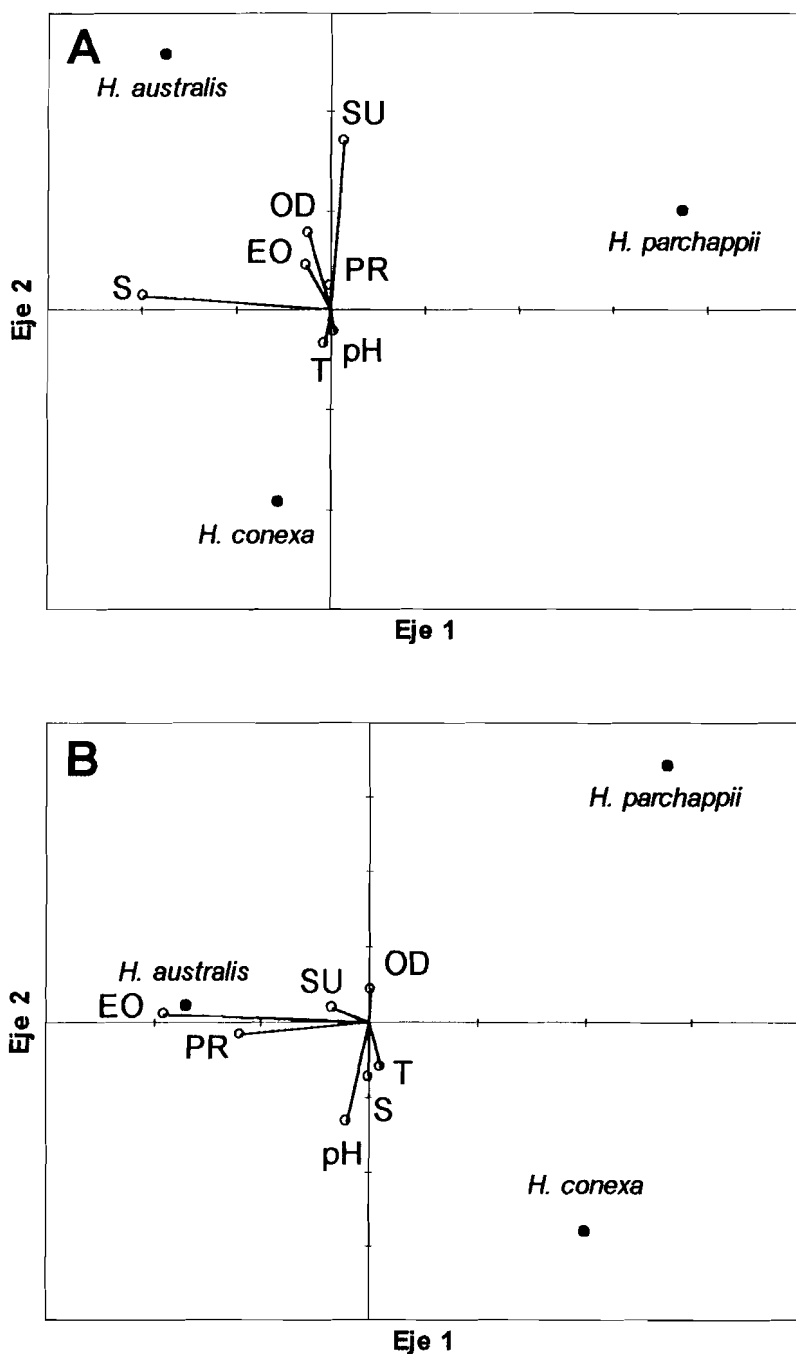 A
H. australis
SU
OD
H. parchappii
EO
PR
S
Eje 2
pH
T
H. conexa
Eje 1
B
H. parchappii
H. australis
SU
OD
EO
PR
Eje 2
T
S
pH
H. conexa
Eje 1